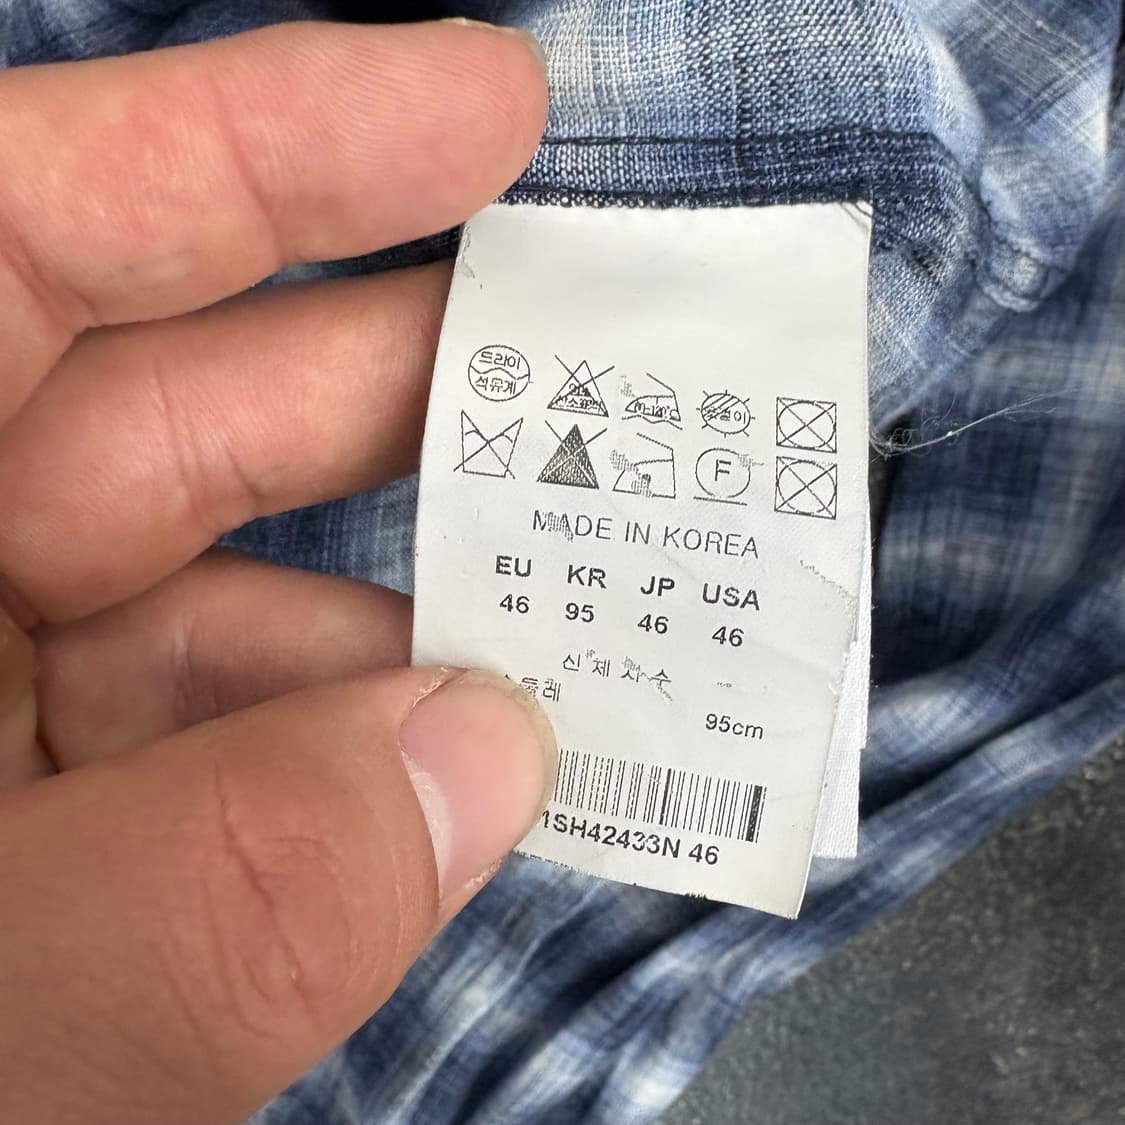 드라이
석유계
F
MADE IN KOREA
EU KR JP USA
46 95 46 46
신체치수
95cm
1SH42433N 46